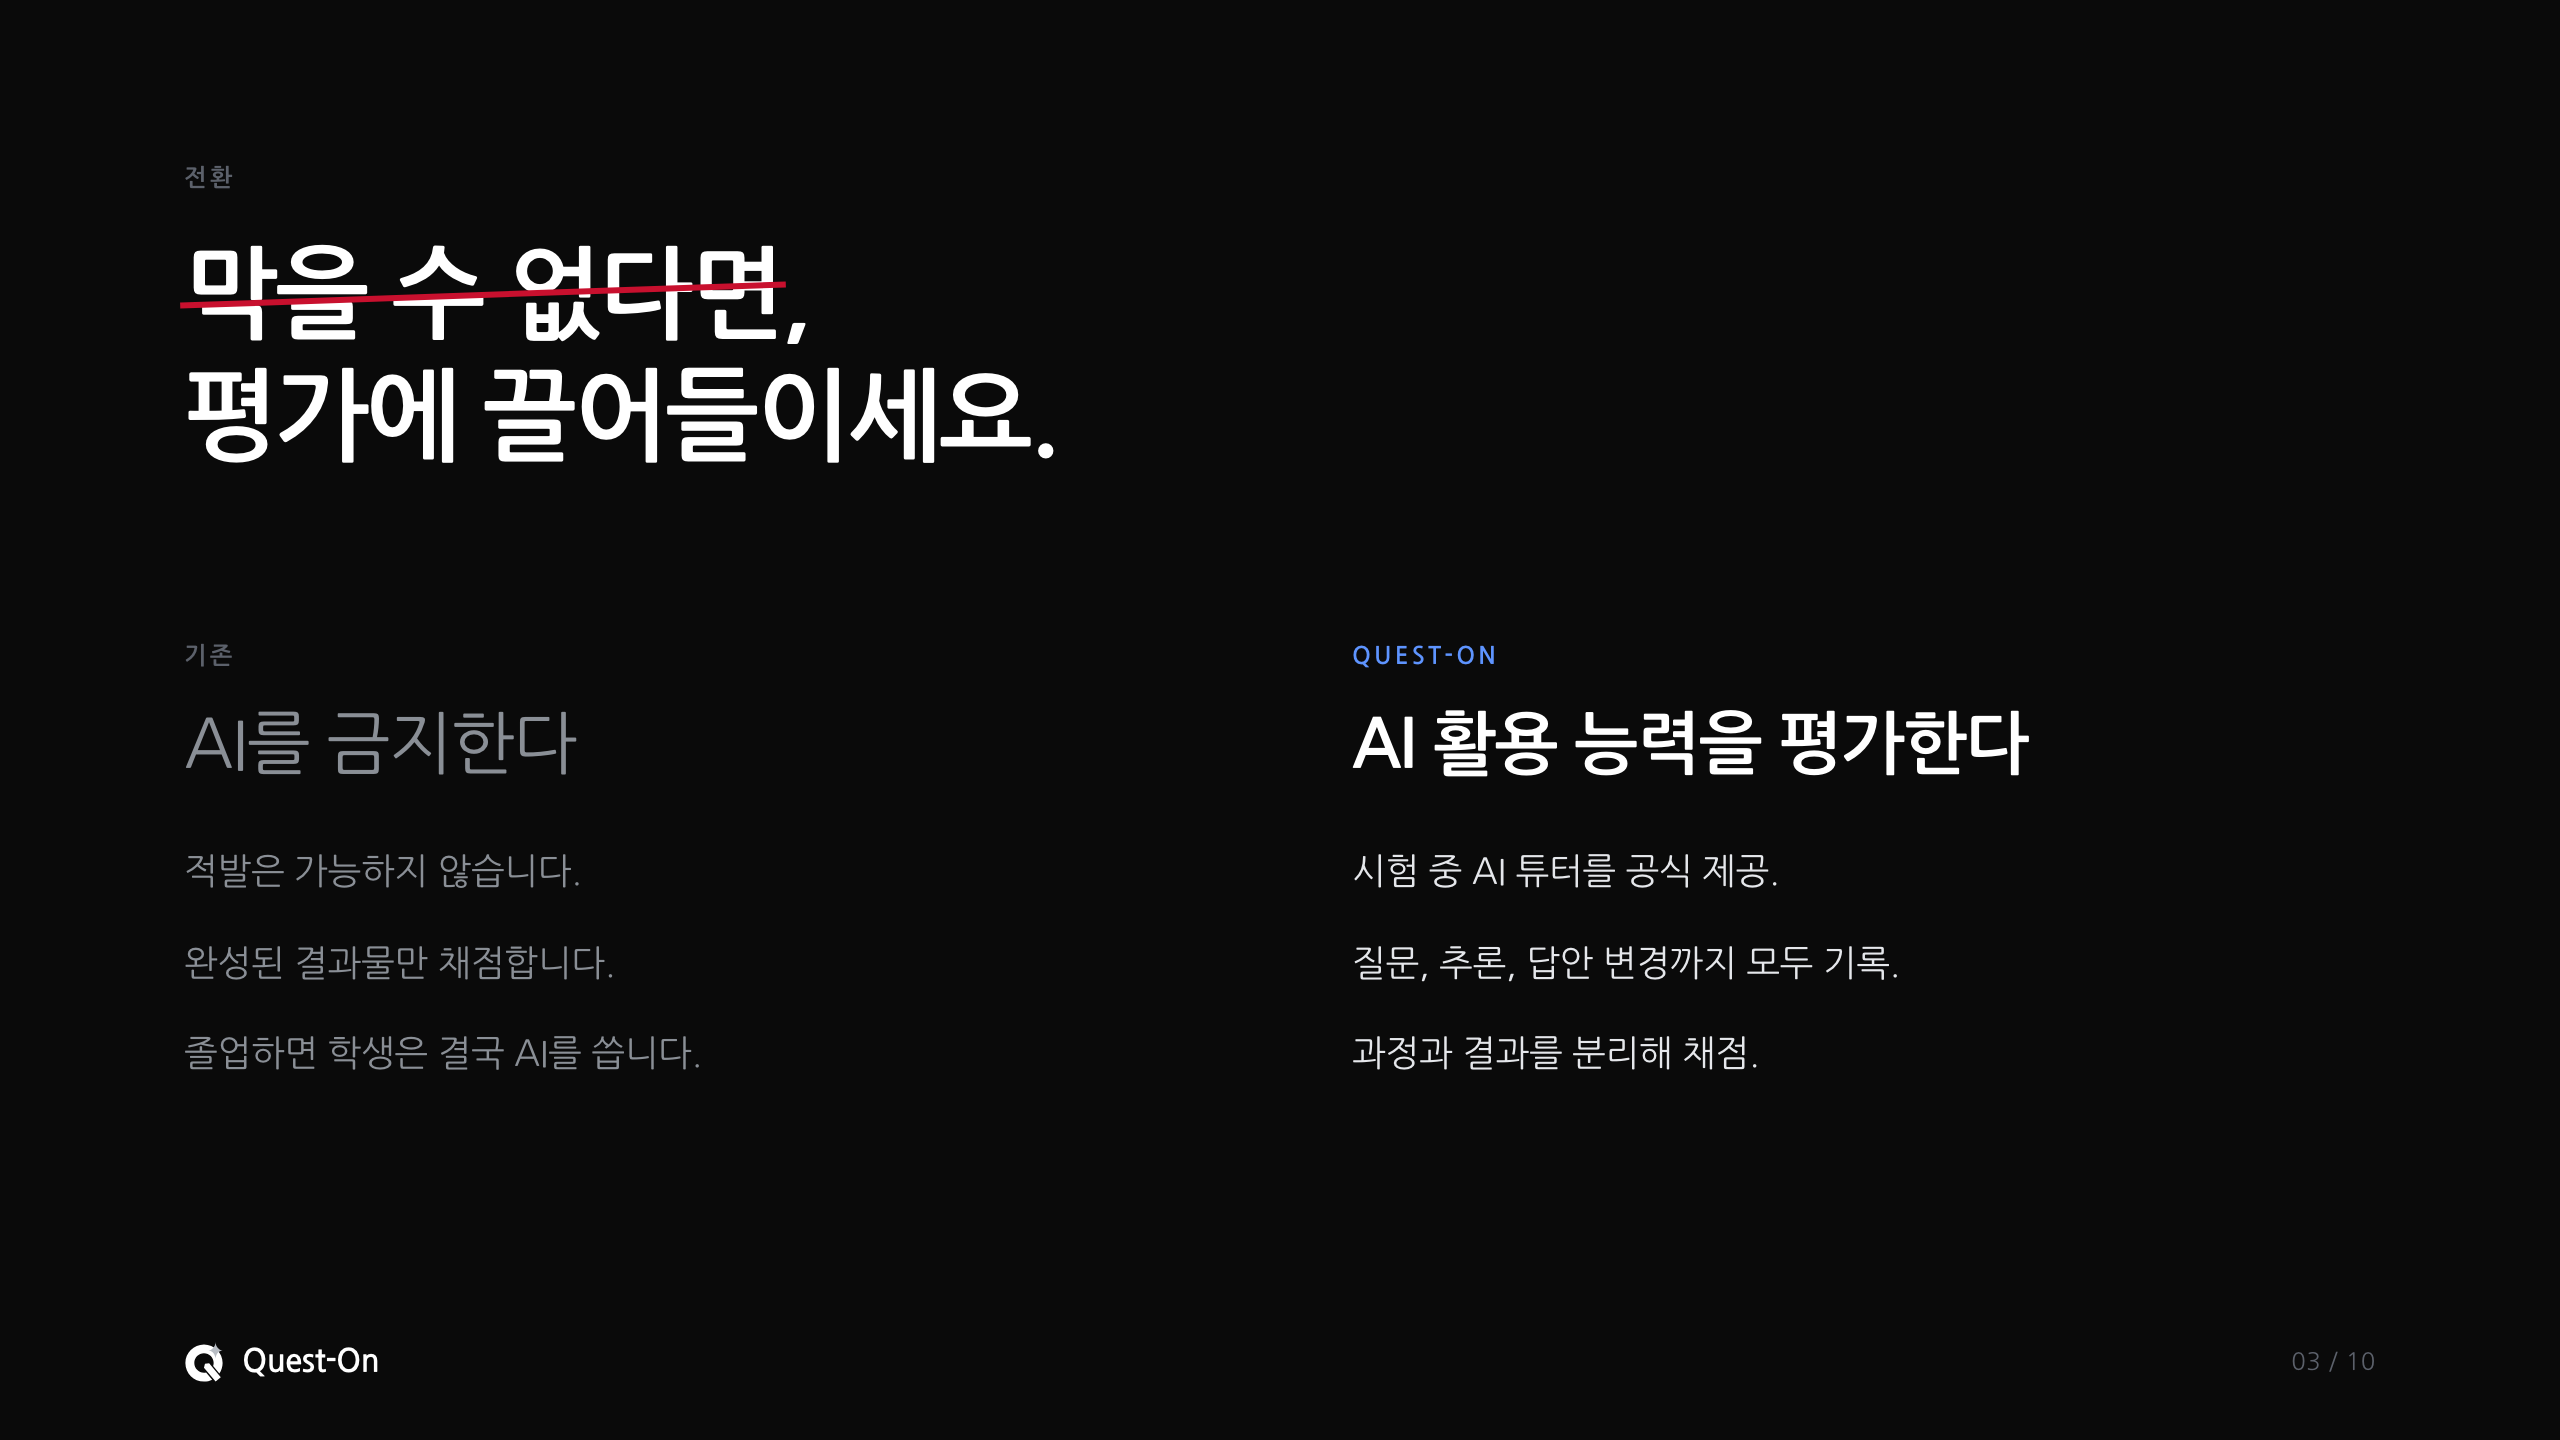 전환
막을 수 없다면,
평가에 끌어들이세요.
기존
AI를 금지한다
적발은 가능하지 않습니다.
완성된 결과물만 채점합니다.
졸업하면 학생은 결국 AI를 씁니다.
QUEST-ON
AI 활용 능력을 평가한다
시험 중 AI 튜터를 공식 제공.
질문, 추론, 답안 변경까지 모두 기록.
과정과 결과를 분리해 채점.
Quest-On
03 / 10